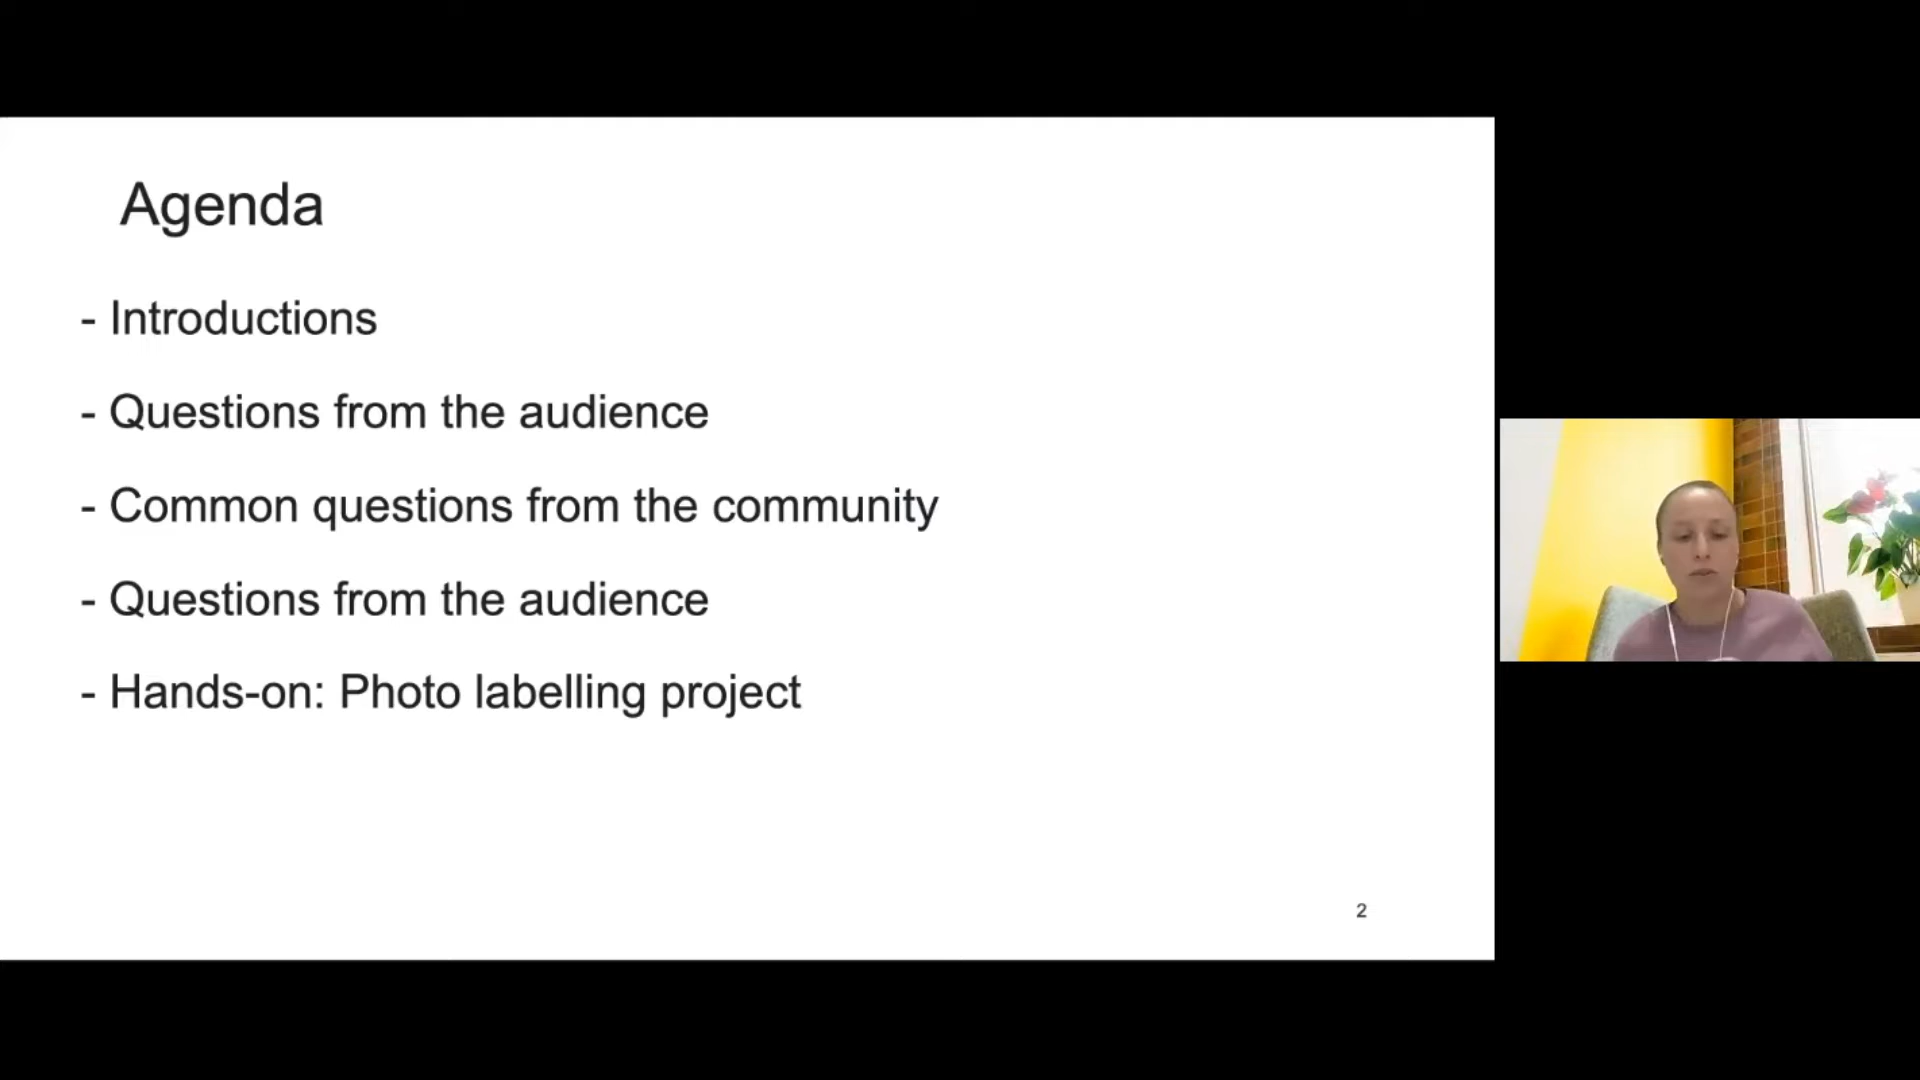 Agenda
- Introductions
- Questions from the audience
- Common questions from the community
- Questions from the audience
- Hands-on: Photo labelling project
2